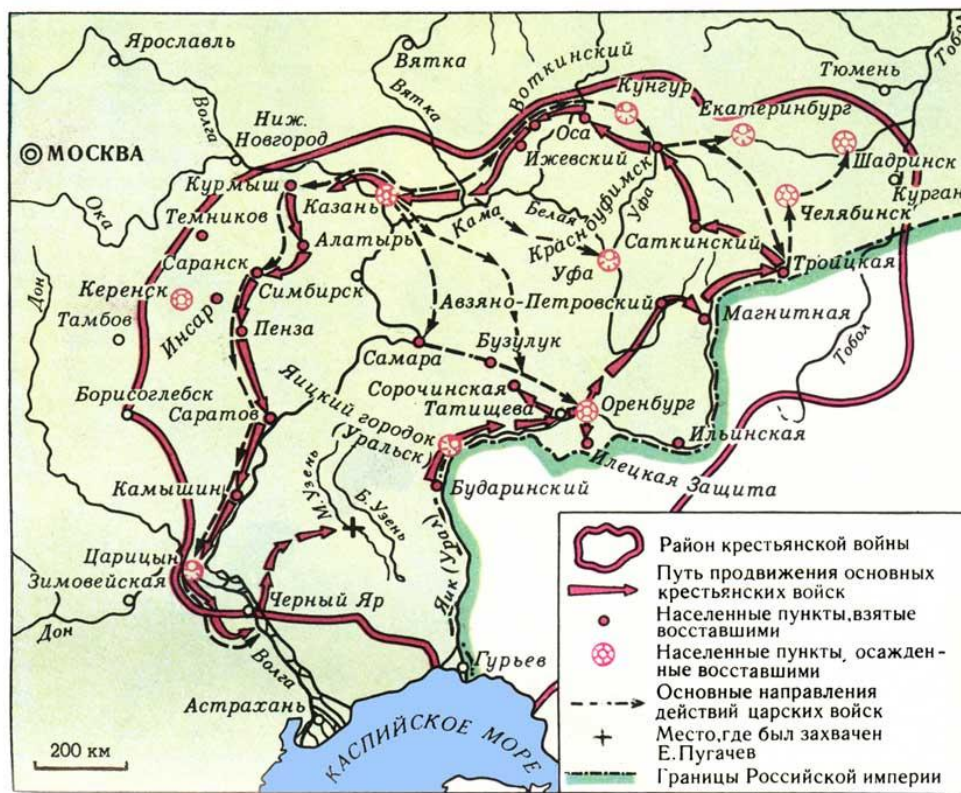 Ярославль
Вятка
Воткинский
Тюмень
Тобол
Кунгур
Екатеринбург
Волга
Вятка
Ниж.
Новгород
Оса
МОСКВА
Ижевский
Шадринск
Курмыш
Казань
Курган
Ока
Темников
Кама
Белая
Красноуфимск
Уфа
Челябинск
Алатырь
Саткинский
Саранск
Уфа
Троицкая
Дон
Симбирск
Керенск
Авзяно-Петровский
Тамбов
Инсар
Пенза
Магнитная
Тобол
Самара
Бузулук
Сорочинская
Борисоглебск
Яицкий городок
(Уральск)
Татищева
Оренбург
Саратов
Ильинская
Илецкая Защита
Камышин
М. Узень
Б. Узень
Бударинский
Царицын
Зимовейская
Яик (Урал)
Черный Яр
Дон
Волга
Гурьев
Астрахань
КАСПИЙСКОЕ МОРЕ
200 км
Район крестьянской войны
Путь продвижения основных
крестьянских войск
Населенные пункты, взятые
восставшими
Населенные пункты, осажден-
ные восставшими
Основные направления
действий царских войск
Место, где был захвачен
Е. Пугачев
Границы Российской империи